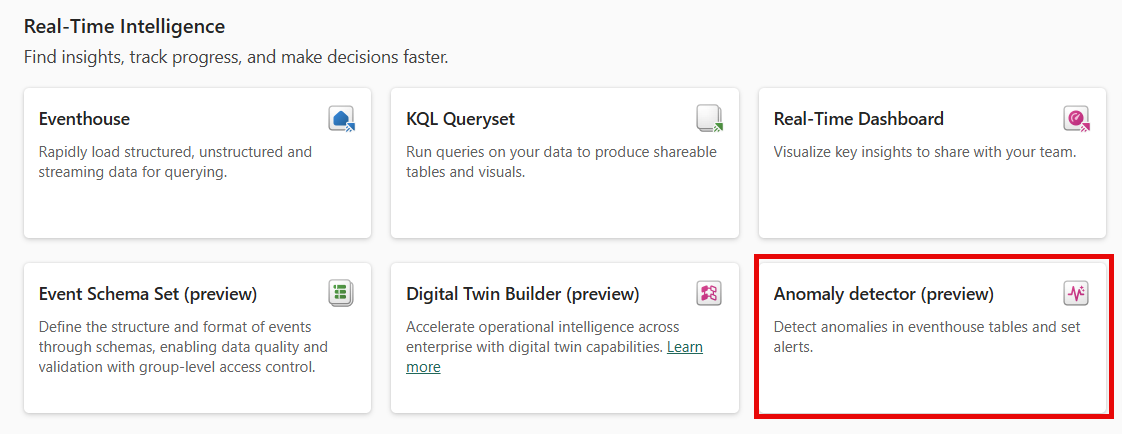 Real-Time Intelligence
Find insights, track progress, and make decisions faster.
Eventhouse
Rapidly load structured, unstructured and
streaming data for querying.
KQL Queryset
Run queries on your data to produce shareable
tables and visuals.
Real-Time Dashboard
Visualize key insights to share with your team.
Event Schema Set (preview)
Define the structure and format of events
through schemas, enabling data quality and
validation with group-level access control.
Digital Twin Builder (preview)
Accelerate operational intelligence across
enterprise with digital twin capabilities. Learn
more
Anomaly detector (preview)
Detect anomalies in eventhouse tables and set
alerts.